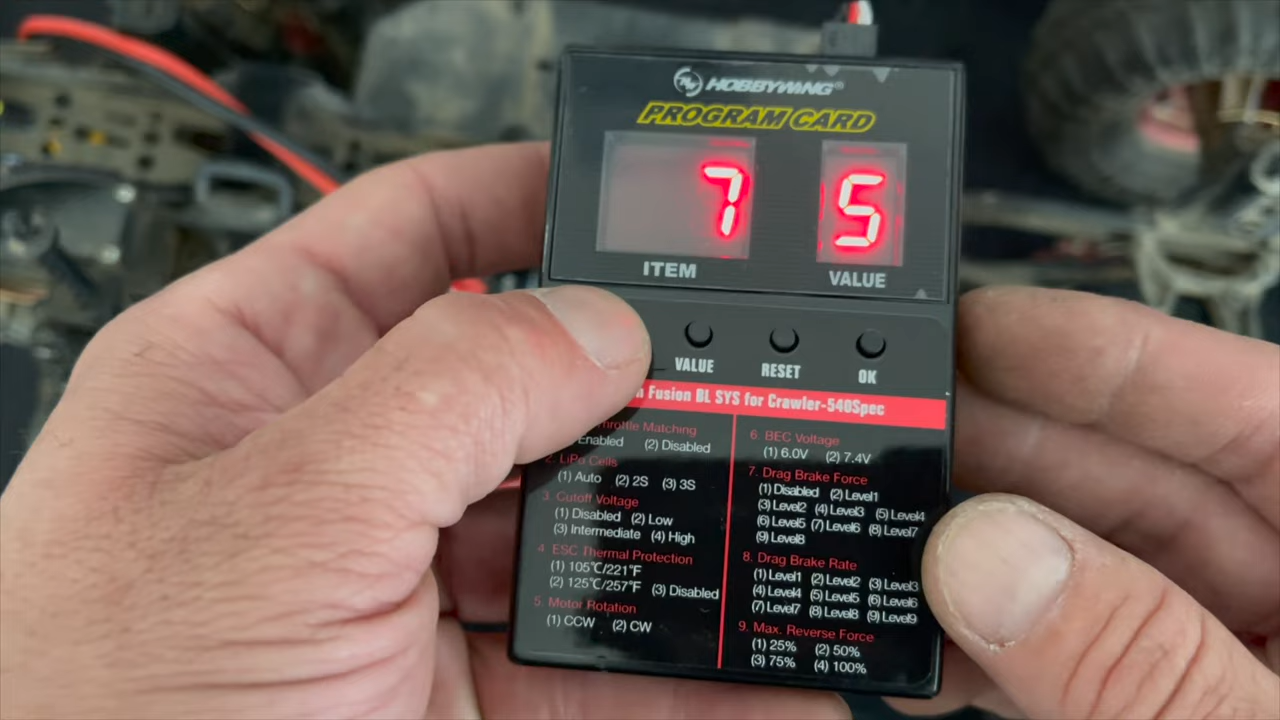 HOBBYWING®
PROGRAM CARD
7 5
ITEM VALUE
VALUE RESET OK
Fusion BL SYS for Crawler-540Spec
Throttle Matching
Enabled (2) Disabled
2. LiPo Cells
(1) Auto (2) 2S (3) 3S
3. Cutoff Voltage
(1) Disabled (2) Low
(3) Intermediate (4) High
4 ESC Thermal Protection
(1) 105℃/221℉
(2) 125℃/257℉ (3) Disabled
5. Motor Rotation
(1) CCW (2) CW
6. BEC Voltage
(1) 6.0V (2) 7.4V
7. Drag Brake Force
(1) Disabled (2) Level1
(3) Level2 (4) Level3 (5) Level4
(6) Level5 (7) Level6 (8) Level7
(9) Level8
8. Drag Brake Rate
(1) Level1 (2) Level2 (3) Level3
(4) Level4 (5) Level5 (6) Level6
(7) Level7 (8) Level8 (9) Level9
9. Max. Reverse Force
(1) 25% (2) 50%
(3) 75% (4) 100%